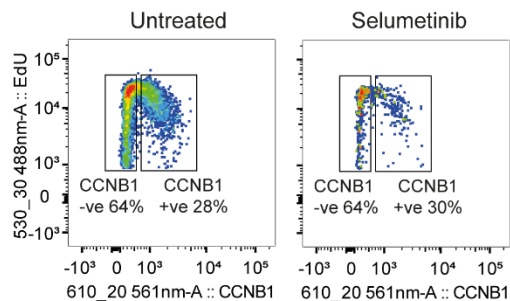 Untreated
Selumetinib
530_30 488nm-A :: EdU
10⁵
10⁴
10³
0
-10³
CCNB1 CCNB1
-ve 64% +ve 28%
-10³ 0 10³ 10⁴ 10⁵
610_20 561nm-A :: CCNB1
CCNB1 CCNB1
-ve 64% +ve 30%
-10³ 0 10³ 10⁴ 10⁵
610_20 561nm-A :: CCNB1